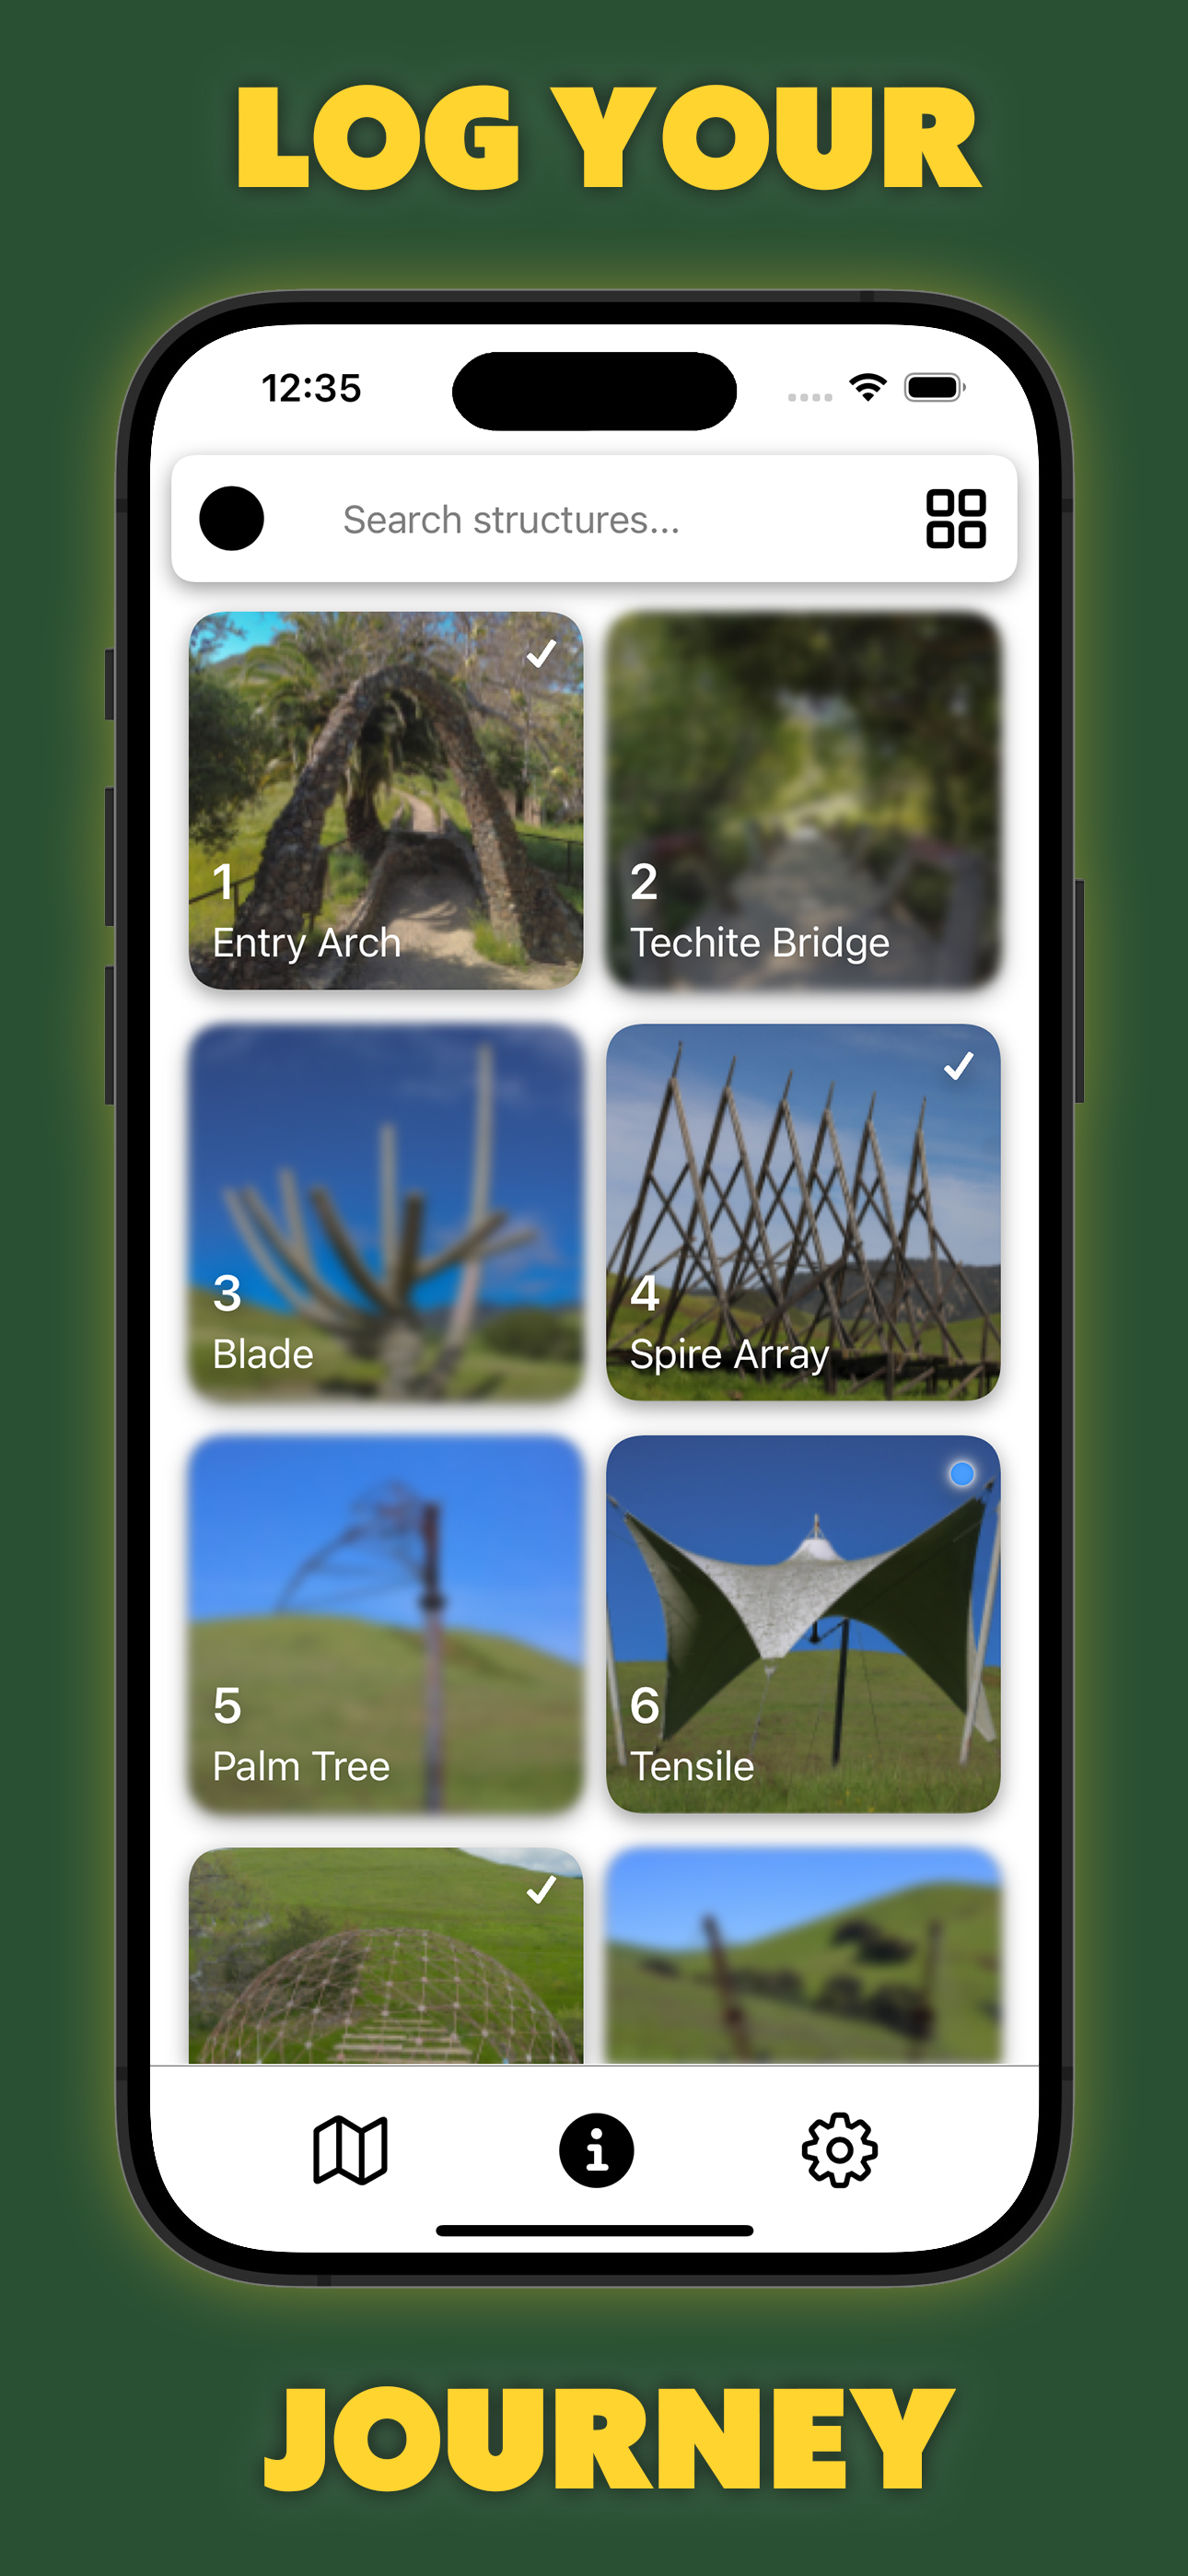 LOG YOUR
12:35
Search structures...
1
Entry Arch
2
Techite Bridge
3
Blade
4
Spire Array
5
Palm Tree
6
Tensile
JOURNEY